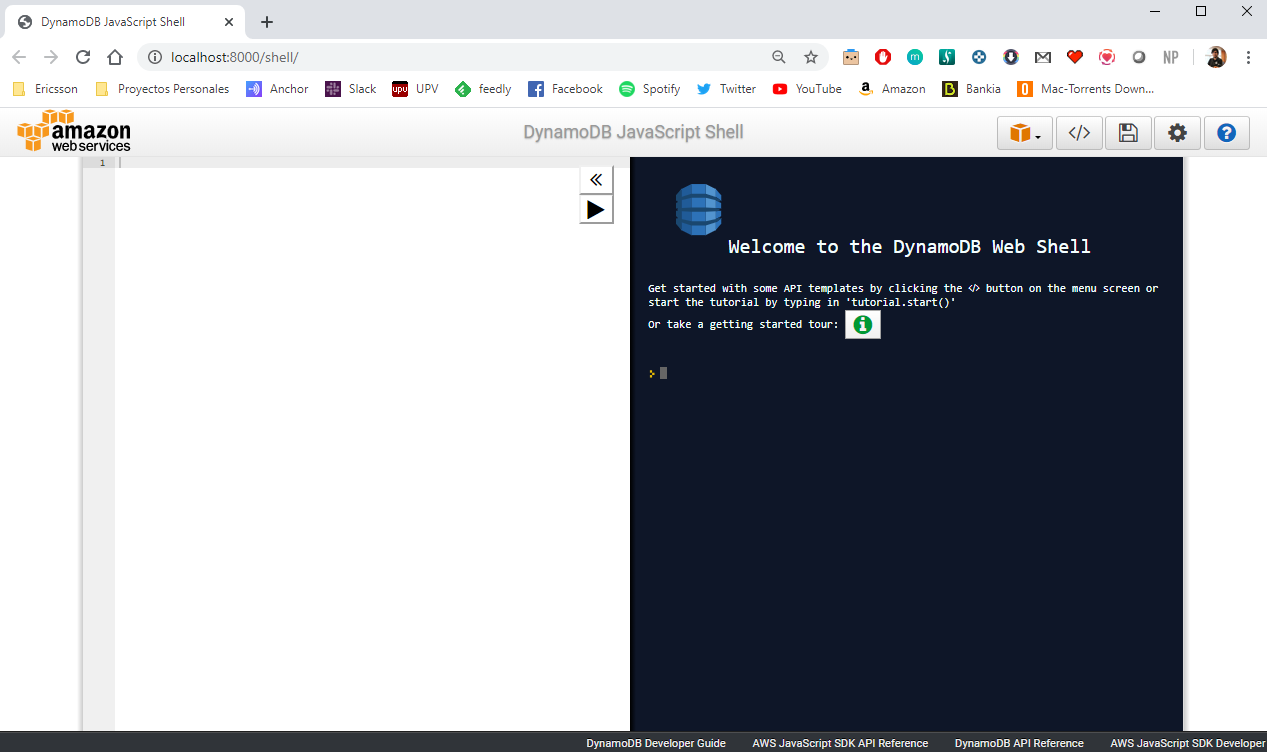 DynamoDB JavaScript Shell
localhost:8000/shell/
NP
Ericsson Proyectos Personales Anchor Slack UPV feedly Facebook Spotify Twitter YouTube Amazon Bankia Mac-Torrents Down...
amazon
web services
DynamoDB JavaScript Shell
</>
1
Welcome to the DynamoDB Web Shell
Get started with some API templates by clicking the </> button on the menu screen or
start the tutorial by typing in 'tutorial.start()'
Or take a getting started tour:
>
DynamoDB Developer Guide AWS JavaScript SDK API Reference DynamoDB API Reference AWS JavaScript SDK Developer